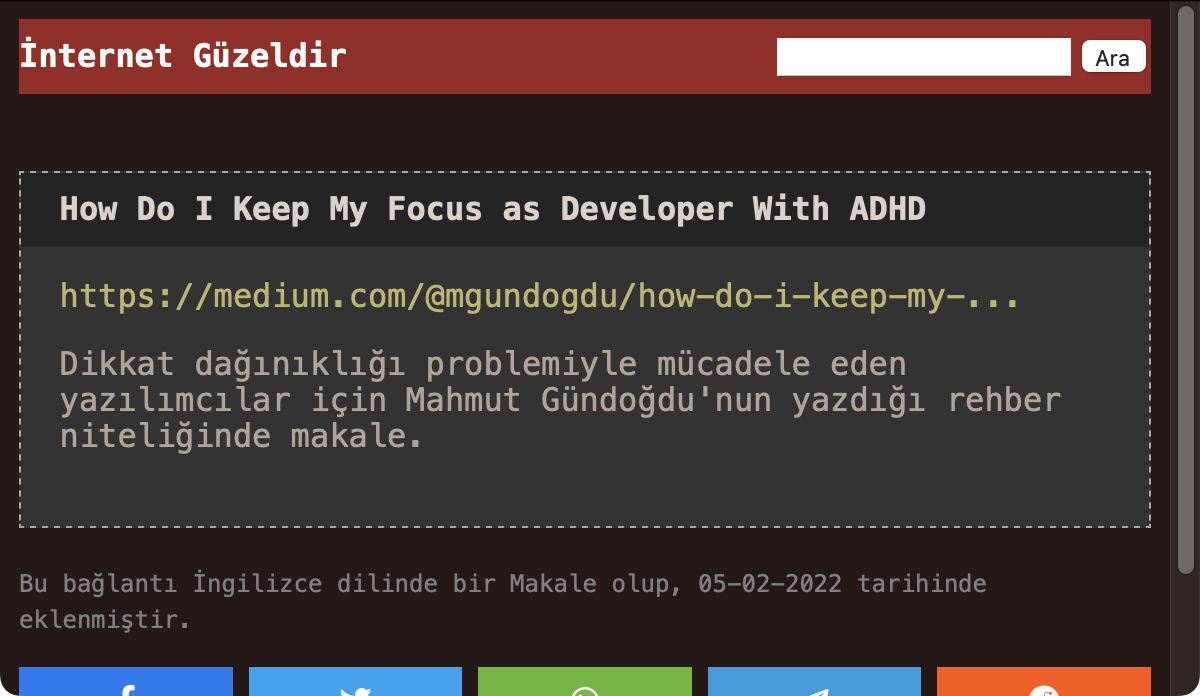 İnternet Güzeldir
Ara
How Do I Keep My Focus as Developer With ADHD
https://medium.com/@mgundogdu/how-do-i-keep-my-...
Dikkat dağınıklığı problemiyle mücadele eden
yazılımcılar için Mahmut Gündoğdu'nun yazdığı rehber
niteliğinde makale.
Bu bağlantı İngilizce dilinde bir Makale olup, 05-02-2022 tarihinde
eklenmiştir.